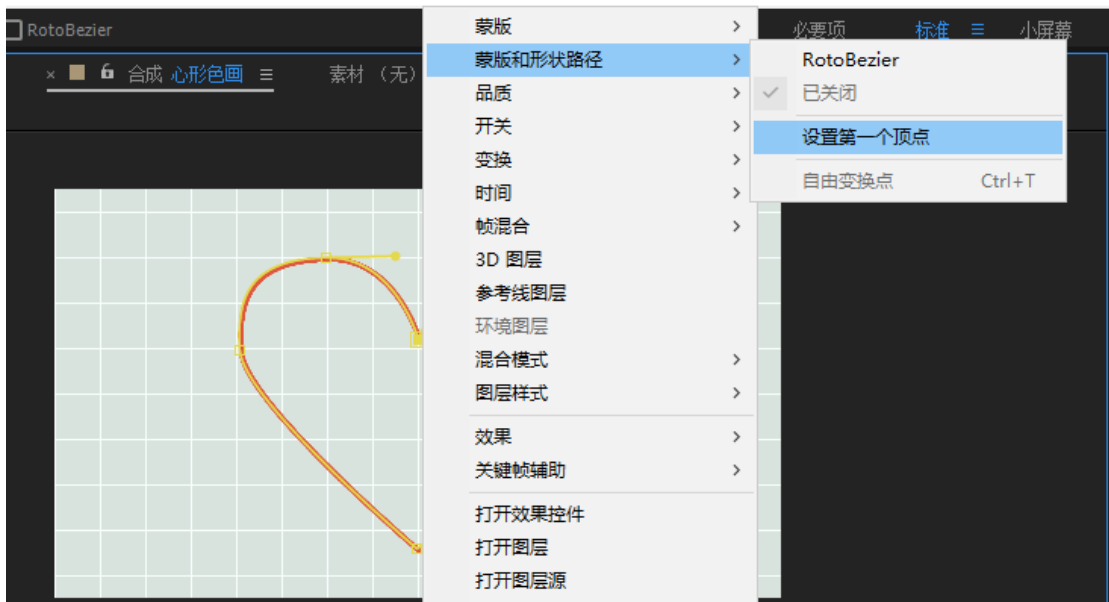 RotoBezier
合成 心形色画
素材 （无）
必要项
标准
小屏幕
蒙版
蒙版和形状路径
品质
开关
变换
时间
帧混合
3D 图层
参考线图层
环境图层
混合模式
图层样式
效果
关键帧辅助
打开效果控件
打开图层
打开图层源
RotoBezier
已关闭
设置第一个顶点
自由变换点 Ctrl+T